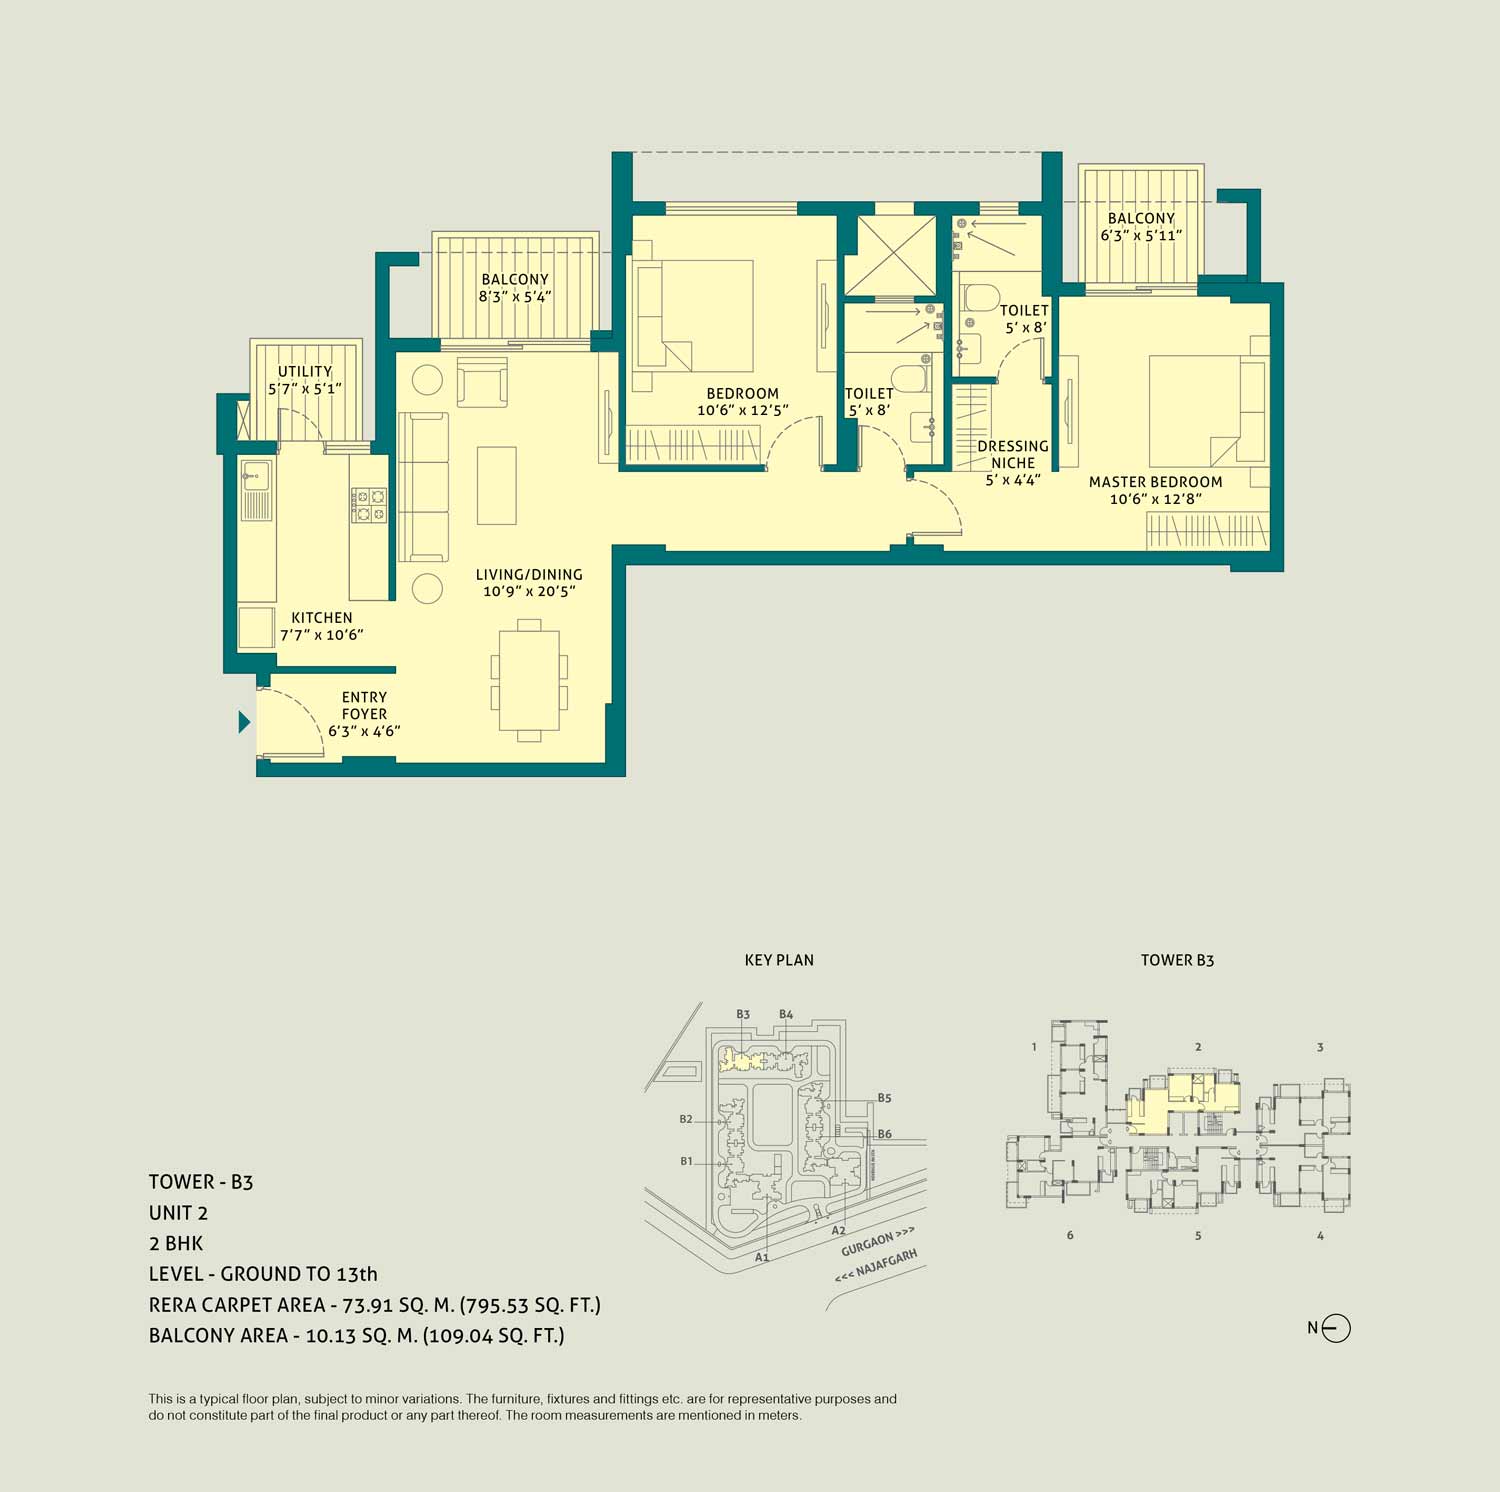 BALCONY
6'3" x 5'11"
BALCONY
8'3" x 5'4"
TOILET
5' x 8'
UTILITY
5'7" x 5'1"
BEDROOM
10'6" x 12'5"
TOILET
5' x 8'
DRESSING
NICHE
5' x 4'4"
MASTER BEDROOM
10'6" x 12'8"
LIVING/DINING
10'9" x 20'5"
KITCHEN
7'7" x 10'6"
ENTRY
FOYER
6'3" x 4'6"
KEY PLAN
B3
B4
B5
B2
B6
B1
A2
A1
GURGAON >>>
<<< NAJAFGARH
TOWER B3
1
2
3
6
5
4
N
TOWER - B3
UNIT 2
2 BHK
LEVEL - GROUND TO 13th
RERA CARPET AREA - 73.91 SQ. M. (795.53 SQ. FT.)
BALCONY AREA - 10.13 SQ. M. (109.04 SQ. FT.)
This is a typical floor plan, subject to minor variations. The furniture, fixtures and fittings etc. are for representative purposes and
do not constitute part of the final product or any part thereof. The room measurements are mentioned in meters.